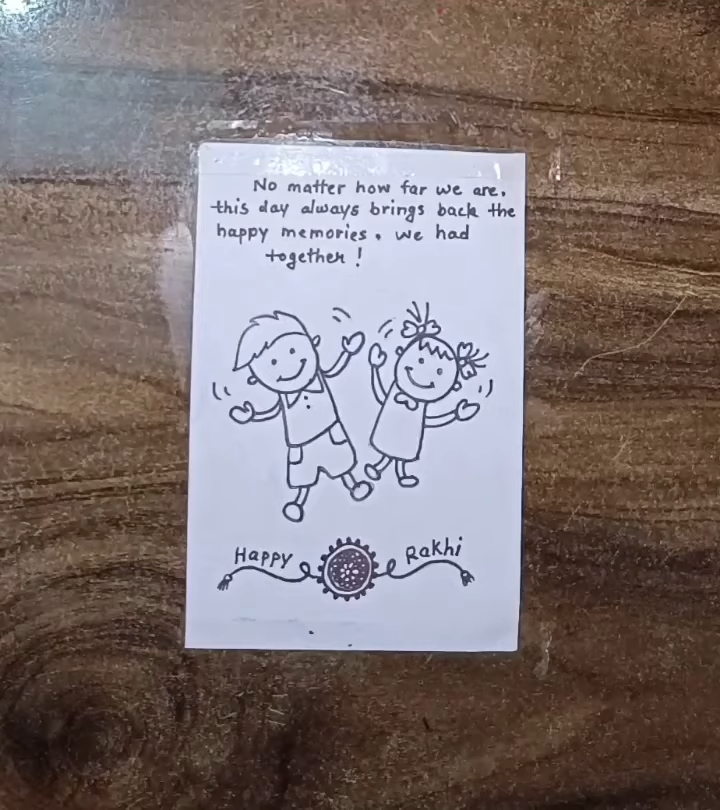 No matter how far we are.
this day always brings back the
happy memories. we had
together!
Happy Rakhi